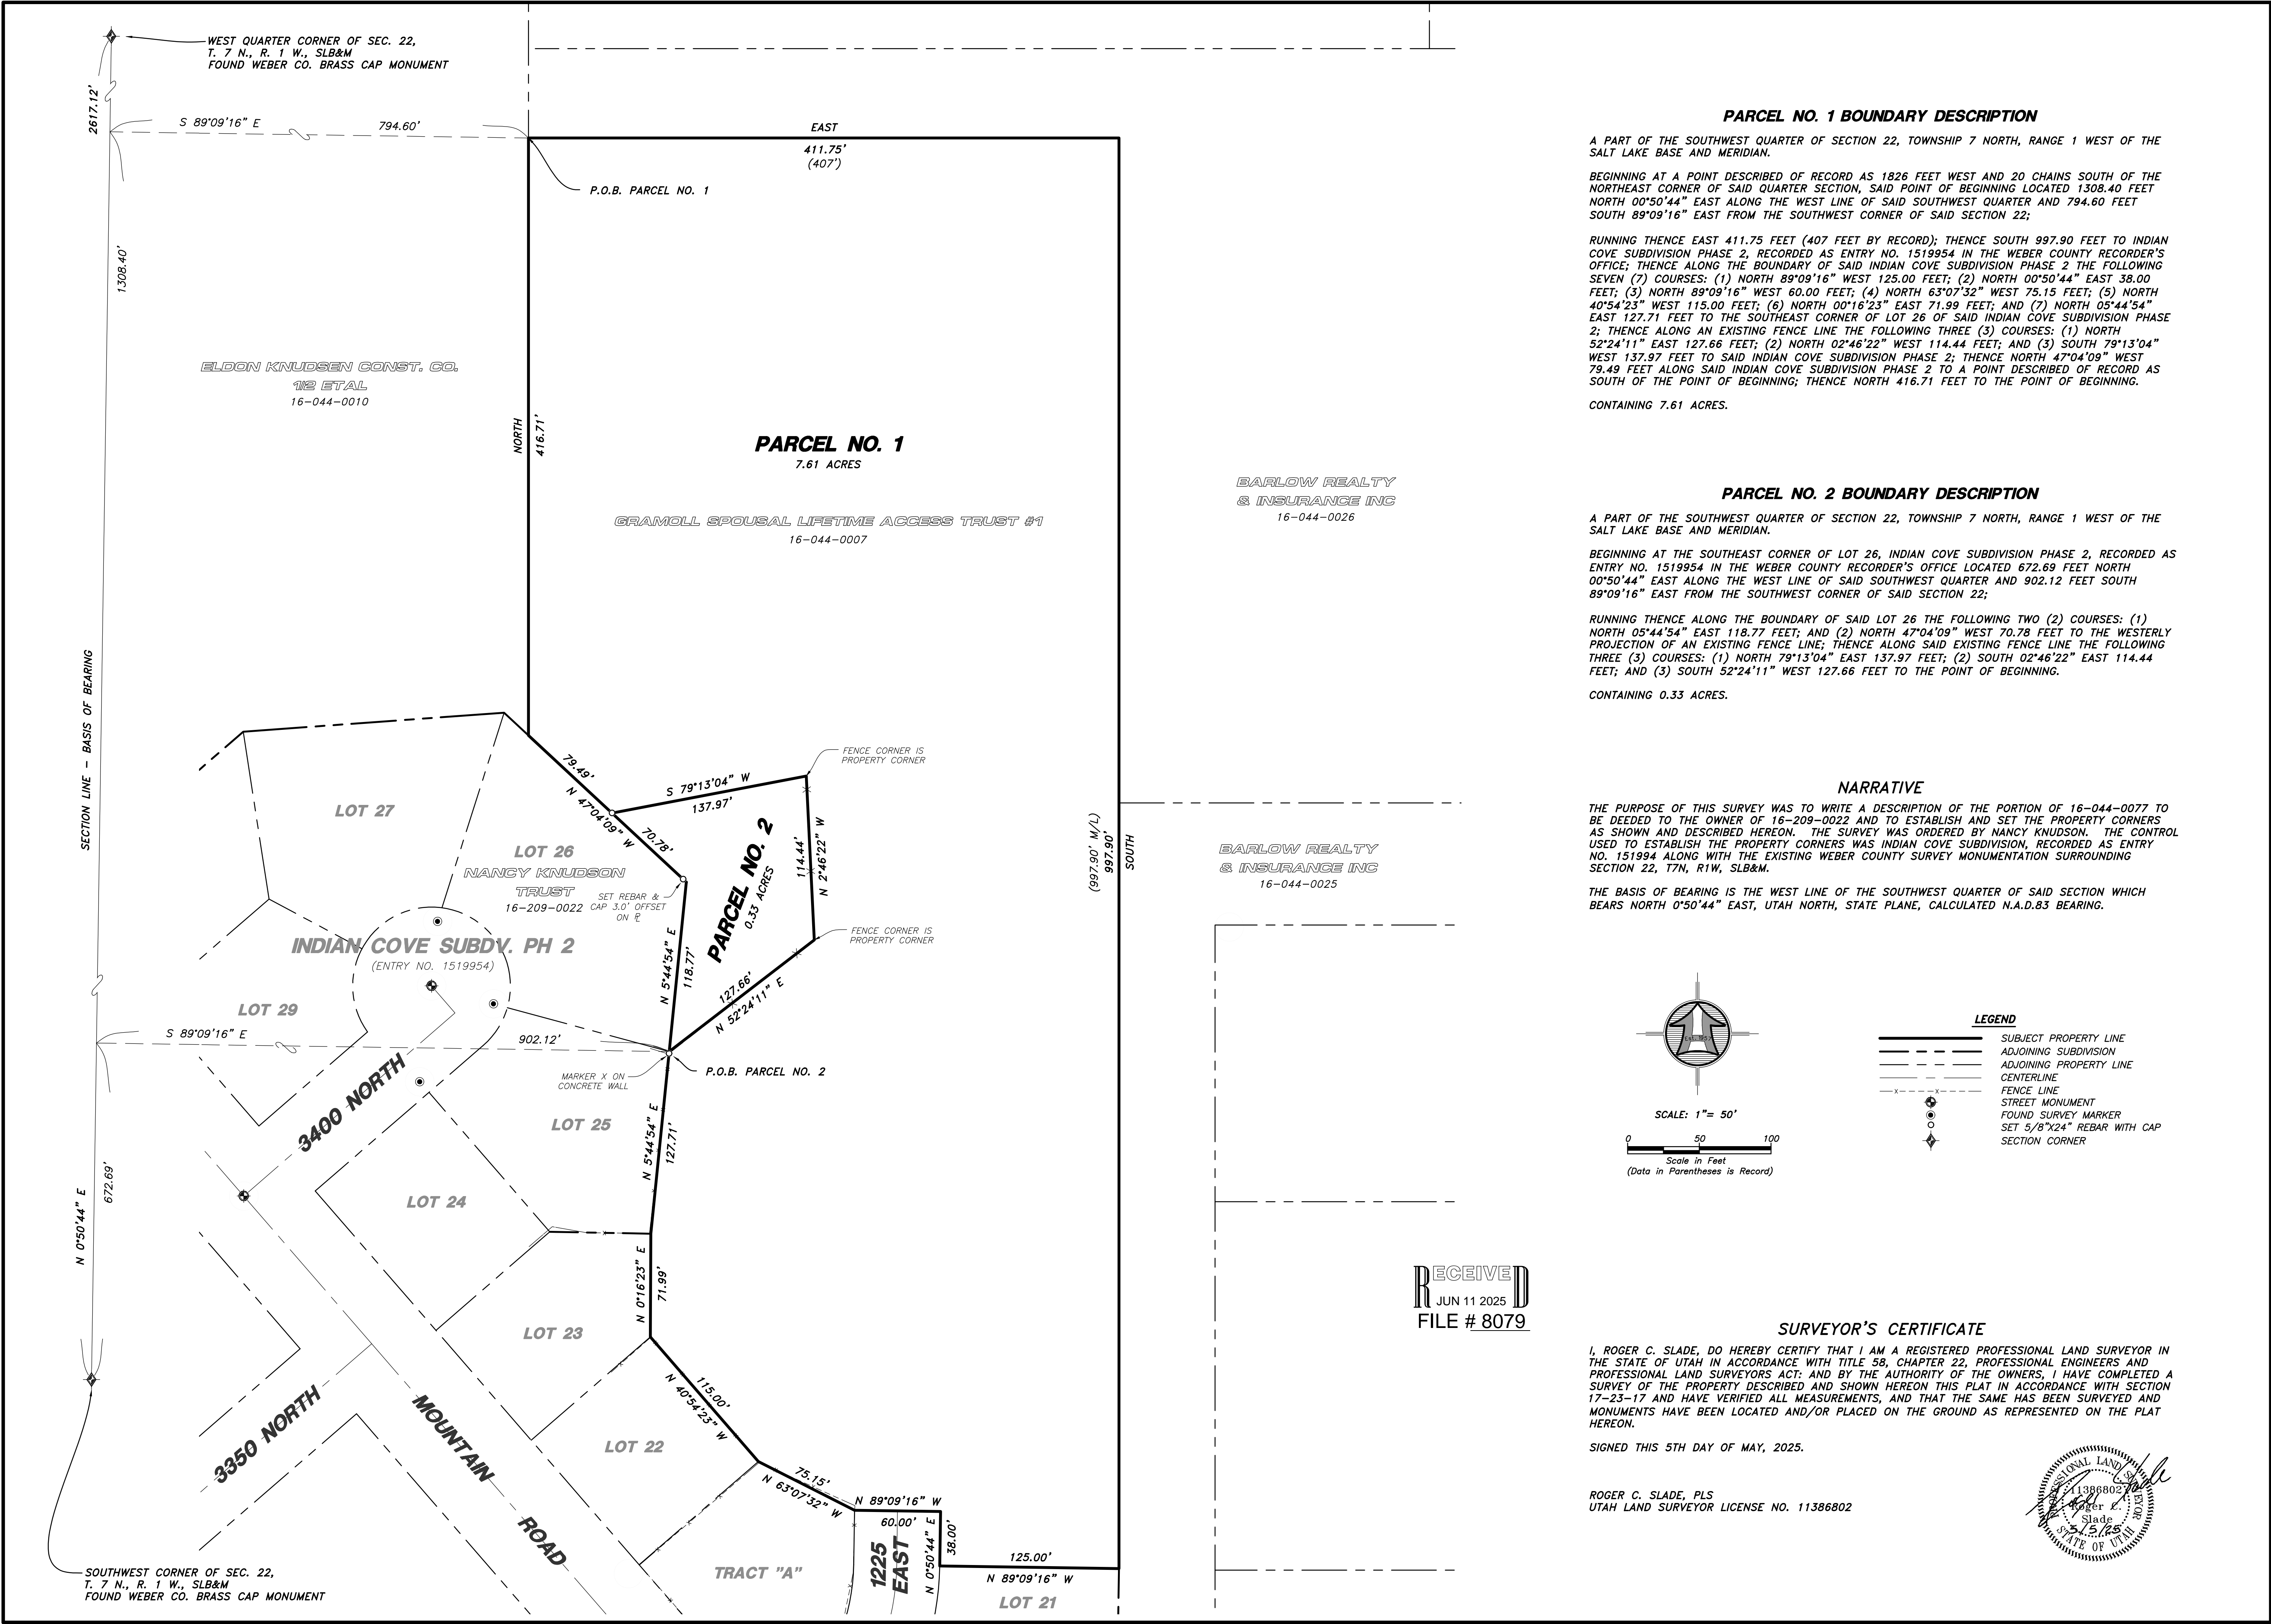 WEST QUARTER CORNER OF SEC. 22,
T. 7 N., R. 1 W., SLB&M
FOUND WEBER CO. BRASS CAP MONUMENT
2617.12'
S 89°09'16" E
794.60'
EAST
411.75'
(407')
P.O.B. PARCEL NO. 1
1308.40'
ELDON KNUDSEN CONST. CO.
1/2 ETAL
16-044-0010
NORTH
416.71'
PARCEL NO. 1
7.61 ACRES
GRAMOLL SPOUSAL LIFETIME ACCESS TRUST #1
16-044-0007
BARLOW REALTY
& INSURANCE INC
16-044-0026
SECTION LINE - BASIS OF BEARING
79.49'
N 47°04'09" W
70.78'
S 79°13'04" W
137.97'
FENCE CORNER IS
PROPERTY CORNER
LOT 27
LOT 26
NANCY KNUDSON
TRUST
16-209-0022
SET REBAR &
CAP 3.0' OFFSET
ON PL
PARCEL NO. 2
0.33 ACRES
114.44'
N 2°46'22" W
FENCE CORNER IS
PROPERTY CORNER
(997.90' M/L)
997.90'
SOUTH
BARLOW REALTY
& INSURANCE INC
16-044-0025
INDIAN COVE SUBDV. PH 2
(ENTRY NO. 1519954)
N 5°44'54" E
118.77'
127.66'
N 52°24'11" E
LOT 29
S 89°09'16" E
902.12'
MARKER X ON
CONCRETE WALL
P.O.B. PARCEL NO. 2
3400 NORTH
LOT 25
N 5°44'54" E
127.71'
N 0°50'44" E
672.69'
LOT 24
N 0°16'23" E
71.99'
LOT 23
115.00'
N 40°54'23" W
3350 NORTH
MOUNTAIN
ROAD
LOT 22
75.15'
N 63°07'32" W
N 89°09'16" W
60.00'
1225
EAST
N 0°50'44" E
38.00'
125.00'
N 89°09'16" W
TRACT "A"
LOT 21
SOUTHWEST CORNER OF SEC. 22,
T. 7 N., R. 1 W., SLB&M
FOUND WEBER CO. BRASS CAP MONUMENT
RECEIVED
JUN 11 2025
FILE # 8079
PARCEL NO. 1 BOUNDARY DESCRIPTION
A PART OF THE SOUTHWEST QUARTER OF SECTION 22, TOWNSHIP 7 NORTH, RANGE 1 WEST OF THE
SALT LAKE BASE AND MERIDIAN.
BEGINNING AT A POINT DESCRIBED OF RECORD AS 1826 FEET WEST AND 20 CHAINS SOUTH OF THE
NORTHEAST CORNER OF SAID QUARTER SECTION, SAID POINT OF BEGINNING LOCATED 1308.40 FEET
NORTH 00°50'44" EAST ALONG THE WEST LINE OF SAID SOUTHWEST QUARTER AND 794.60 FEET
SOUTH 89°09'16" EAST FROM THE SOUTHWEST CORNER OF SAID SECTION 22;
RUNNING THENCE EAST 411.75 FEET (407 FEET BY RECORD); THENCE SOUTH 997.90 FEET TO INDIAN
COVE SUBDIVISION PHASE 2, RECORDED AS ENTRY NO. 1519954 IN THE WEBER COUNTY RECORDER'S
OFFICE; THENCE ALONG THE BOUNDARY OF SAID INDIAN COVE SUBDIVISION PHASE 2 THE FOLLOWING
SEVEN (7) COURSES: (1) NORTH 89°09'16" WEST 125.00 FEET; (2) NORTH 00°50'44" EAST 38.00
FEET; (3) NORTH 89°09'16" WEST 60.00 FEET; (4) NORTH 63°07'32" WEST 75.15 FEET; (5) NORTH
40°54'23" WEST 115.00 FEET; (6) NORTH 00°16'23" EAST 71.99 FEET; AND (7) NORTH 05°44'54"
EAST 127.71 FEET TO THE SOUTHEAST CORNER OF LOT 26 OF SAID INDIAN COVE SUBDIVISION PHASE
2; THENCE ALONG AN EXISTING FENCE LINE THE FOLLOWING THREE (3) COURSES: (1) NORTH
52°24'11" EAST 127.66 FEET; (2) NORTH 02°46'22" WEST 114.44 FEET; AND (3) SOUTH 79°13'04"
WEST 137.97 FEET TO SAID INDIAN COVE SUBDIVISION PHASE 2; THENCE NORTH 47°04'09" WEST
79.49 FEET ALONG SAID INDIAN COVE SUBDIVISION PHASE 2 TO A POINT DESCRIBED OF RECORD AS
SOUTH OF THE POINT OF BEGINNING; THENCE NORTH 416.71 FEET TO THE POINT OF BEGINNING.
CONTAINING 7.61 ACRES.
PARCEL NO. 2 BOUNDARY DESCRIPTION
A PART OF THE SOUTHWEST QUARTER OF SECTION 22, TOWNSHIP 7 NORTH, RANGE 1 WEST OF THE
SALT LAKE BASE AND MERIDIAN.
BEGINNING AT THE SOUTHEAST CORNER OF LOT 26, INDIAN COVE SUBDIVISION PHASE 2, RECORDED AS
ENTRY NO. 1519954 IN THE WEBER COUNTY RECORDER'S OFFICE LOCATED 672.69 FEET NORTH
00°50'44" EAST ALONG THE WEST LINE OF SAID SOUTHWEST QUARTER AND 902.12 FEET SOUTH
89°09'16" EAST FROM THE SOUTHWEST CORNER OF SAID SECTION 22;
RUNNING THENCE ALONG THE BOUNDARY OF SAID LOT 26 THE FOLLOWING TWO (2) COURSES: (1)
NORTH 05°44'54" EAST 118.77 FEET; AND (2) NORTH 47°04'09" WEST 70.78 FEET TO THE WESTERLY
PROJECTION OF AN EXISTING FENCE LINE; THENCE ALONG SAID EXISTING FENCE LINE THE FOLLOWING
THREE (3) COURSES: (1) NORTH 79°13'04" EAST 137.97 FEET; (2) SOUTH 02°46'22" EAST 114.44
FEET; AND (3) SOUTH 52°24'11" WEST 127.66 FEET TO THE POINT OF BEGINNING.
CONTAINING 0.33 ACRES.
NARRATIVE
THE PURPOSE OF THIS SURVEY WAS TO WRITE A DESCRIPTION OF THE PORTION OF 16-044-0077 TO
BE DEEDED TO THE OWNER OF 16-209-0022 AND TO ESTABLISH AND SET THE PROPERTY CORNERS
AS SHOWN AND DESCRIBED HEREON. THE SURVEY WAS ORDERED BY NANCY KNUDSON. THE CONTROL
USED TO ESTABLISH THE PROPERTY CORNERS WAS INDIAN COVE SUBDIVISION, RECORDED AS ENTRY
NO. 151994 ALONG WITH THE EXISTING WEBER COUNTY SURVEY MONUMENTATION SURROUNDING
SECTION 22, T7N, R1W, SLB&M.
THE BASIS OF BEARING IS THE WEST LINE OF THE SOUTHWEST QUARTER OF SAID SECTION WHICH
BEARS NORTH 0°50'44" EAST, UTAH NORTH, STATE PLANE, CALCULATED N.A.D.83 BEARING.
SCALE: 1"= 50'
0 50 100
Scale in Feet
(Data in Parentheses is Record)
LEGEND
SUBJECT PROPERTY LINE
ADJOINING SUBDIVISION
ADJOINING PROPERTY LINE
CENTERLINE
FENCE LINE
STREET MONUMENT
FOUND SURVEY MARKER
SET 5/8"X24" REBAR WITH CAP
SECTION CORNER
SURVEYOR'S CERTIFICATE
I, ROGER C. SLADE, DO HEREBY CERTIFY THAT I AM A REGISTERED PROFESSIONAL LAND SURVEYOR IN
THE STATE OF UTAH IN ACCORDANCE WITH TITLE 58, CHAPTER 22, PROFESSIONAL ENGINEERS AND
PROFESSIONAL LAND SURVEYORS ACT: AND BY THE AUTHORITY OF THE OWNERS, I HAVE COMPLETED A
SURVEY OF THE PROPERTY DESCRIBED AND SHOWN HEREON THIS PLAT IN ACCORDANCE WITH SECTION
17-23-17 AND HAVE VERIFIED ALL MEASUREMENTS, AND THAT THE SAME HAS BEEN SURVEYED AND
MONUMENTS HAVE BEEN LOCATED AND/OR PLACED ON THE GROUND AS REPRESENTED ON THE PLAT
HEREON.
SIGNED THIS 5TH DAY OF MAY, 2025.
ROGER C. SLADE, PLS
UTAH LAND SURVEYOR LICENSE NO. 11386802
PROFESSIONAL LAND SURVEYOR
11386802
Roger C.
Slade
5/5/25
STATE OF UTAH